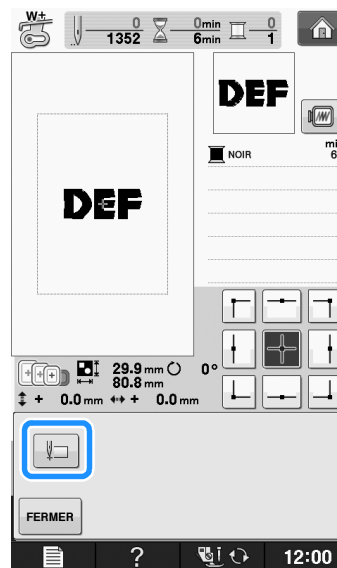 W+
0
1352
0min
6min
0
1
DEF
NOIR
mi
6
DEF
29.9 mm 0°
80.8 mm
+ 0.0 mm + 0.0 mm
FERMER
? 12:00